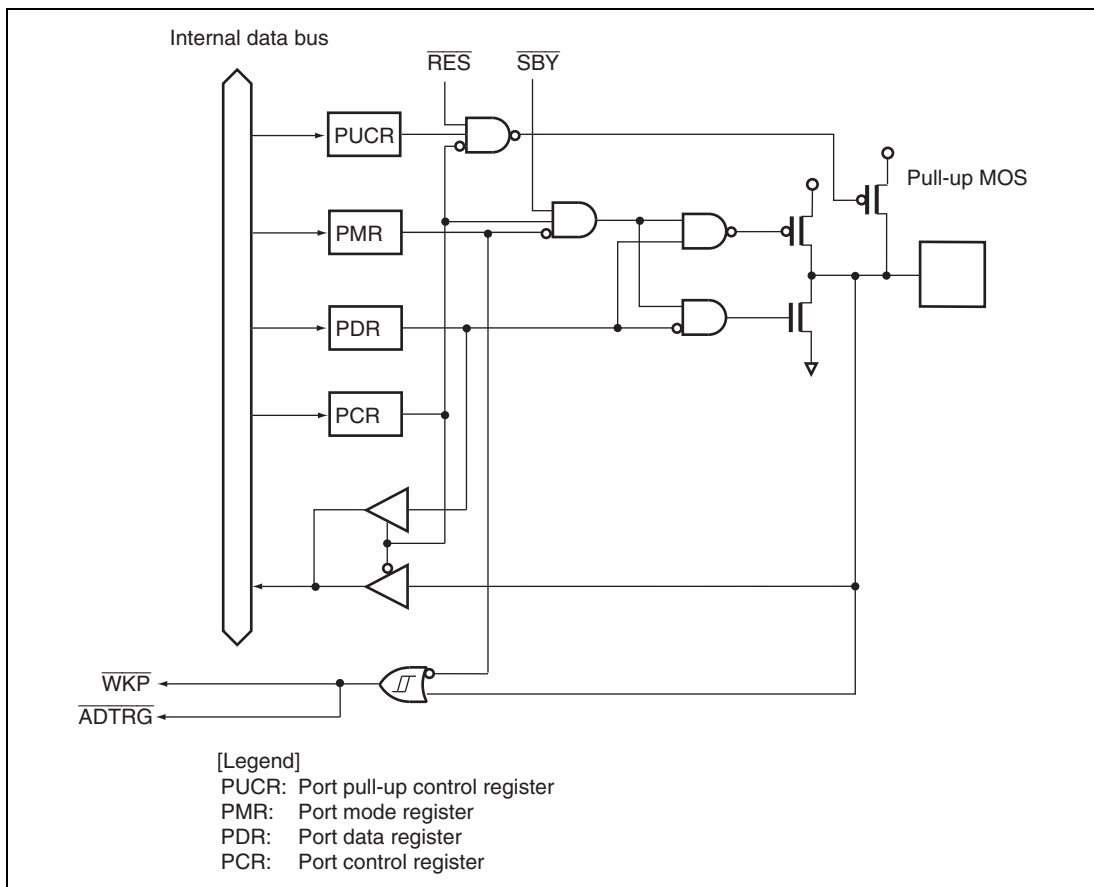 Internal data bus
RES
SBY
PUCR
Pull-up MOS
PMR
PDR
PCR
WKP
ADTRG
[Legend]
PUCR: Port pull-up control register
PMR: Port mode register
PDR: Port data register
PCR: Port control register